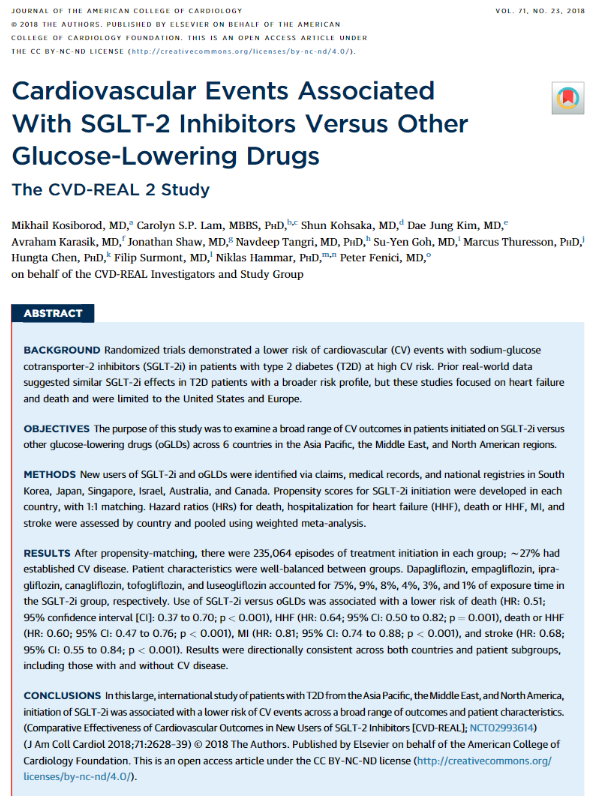 JOURNAL OF THE AMERICAN COLLEGE OF CARDIOLOGY
VOL. 71, NO. 23, 2018
© 2018 THE AUTHORS. PUBLISHED BY ELSEVIER ON BEHALF OF THE AMERICAN
COLLEGE OF CARDIOLOGY FOUNDATION. THIS IS AN OPEN ACCESS ARTICLE UNDER
THE CC BY-NC-ND LICENSE (http://creativecommons.org/licenses/by-nc-nd/4.0/).
Cardiovascular Events Associated
With SGLT-2 Inhibitors Versus Other
Glucose-Lowering Drugs
The CVD-REAL 2 Study
Mikhail Kosiborod, MD,a Carolyn S.P. Lam, MBBS, PHD,b,c Shun Kohsaka, MD,d Dae Jung Kim, MD,e
Avraham Karasik, MD,f Jonathan Shaw, MD,g Navdeep Tangri, MD, PHD,h Su-Yen Goh, MD,i Marcus Thuresson, PHD,j
Hungta Chen, PHD,k Filip Surmont, MD,l Niklas Hammar, PHD,m,n Peter Fenici, MD,o
on behalf of the CVD-REAL Investigators and Study Group
ABSTRACT
BACKGROUND Randomized trials demonstrated a lower risk of cardiovascular (CV) events with sodium-glucose
cotransporter-2 inhibitors (SGLT-2i) in patients with type 2 diabetes (T2D) at high CV risk. Prior real-world data
suggested similar SGLT-2i effects in T2D patients with a broader risk profile, but these studies focused on heart failure
and death and were limited to the United States and Europe.
OBJECTIVES The purpose of this study was to examine a broad range of CV outcomes in patients initiated on SGLT-2i versus
other glucose-lowering drugs (oGLDs) across 6 countries in the Asia Pacific, the Middle East, and North American regions.
METHODS New users of SGLT-2i and oGLDs were identified via claims, medical records, and national registries in South
Korea, Japan, Singapore, Israel, Australia, and Canada. Propensity scores for SGLT-2i initiation were developed in each
country, with 1:1 matching. Hazard ratios (HRs) for death, hospitalization for heart failure (HHF), death or HHF, MI, and
stroke were assessed by country and pooled using weighted meta-analysis.
RESULTS After propensity-matching, there were 235,064 episodes of treatment initiation in each group; ~27% had
established CV disease. Patient characteristics were well-balanced between groups. Dapagliflozin, empagliflozin, ipra-
gliflozin, canagliflozin, tofogliflozin, and luseogliflozin accounted for 75%, 9%, 8%, 4%, 3%, and 1% of exposure time in
the SGLT-2i group, respectively. Use of SGLT-2i versus oGLDs was associated with a lower risk of death (HR: 0.51;
95% confidence interval [CI]: 0.37 to 0.70; p < 0.001), HHF (HR: 0.64; 95% CI: 0.50 to 0.82; p = 0.001), death or HHF
(HR: 0.60; 95% CI: 0.47 to 0.76; p < 0.001), MI (HR: 0.81; 95% CI: 0.74 to 0.88; p < 0.001), and stroke (HR: 0.68;
95% CI: 0.55 to 0.84; p < 0.001). Results were directionally consistent across both countries and patient subgroups,
including those with and without CV disease.
CONCLUSIONS In this large, international study of patients with T2D from the Asia Pacific, the Middle East, and North America,
initiation of SGLT-2i was associated with a lower risk of CV events across a broad range of outcomes and patient characteristics.
(Comparative Effectiveness of Cardiovascular Outcomes in New Users of SGLT-2 Inhibitors [CVD-REAL]; NCT02993614)
(J Am Coll Cardiol 2018;71:2628-39) © 2018 The Authors. Published by Elsevier on behalf of the American College of
Cardiology Foundation. This is an open access article under the CC BY-NC-ND license (http://creativecommons.org/
licenses/by-nc-nd/4.0/).